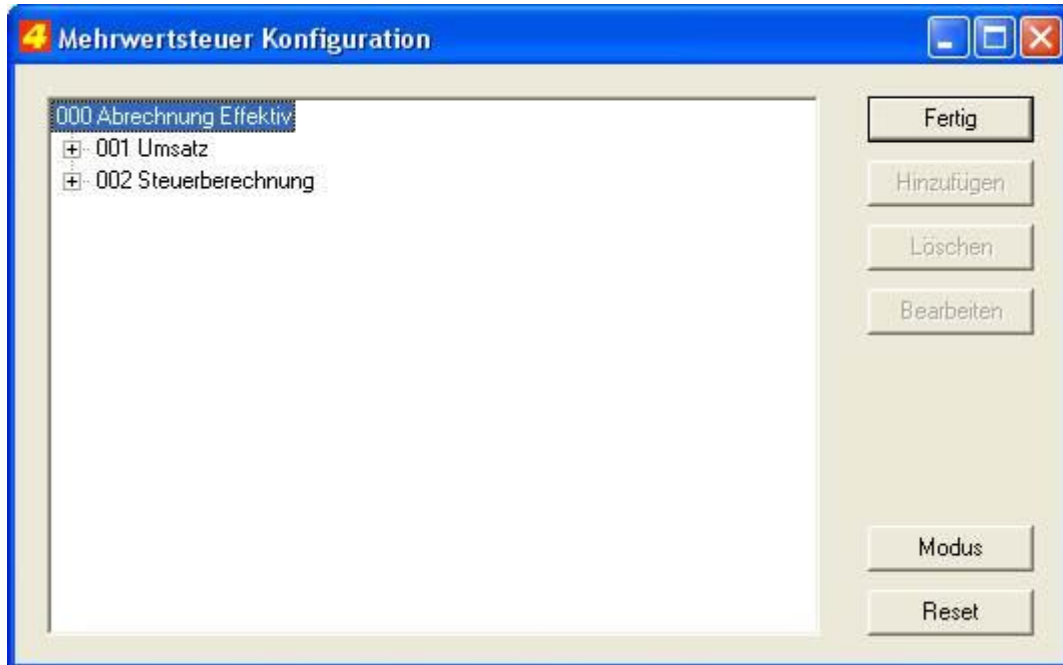 4 Mehrwertsteuer Konfiguration
000 Abrechnung Effektiv
001 Umsatz
002 Steuerberechnung
Fertig
Hinzufügen
Löschen
Bearbeiten
Modus
Reset